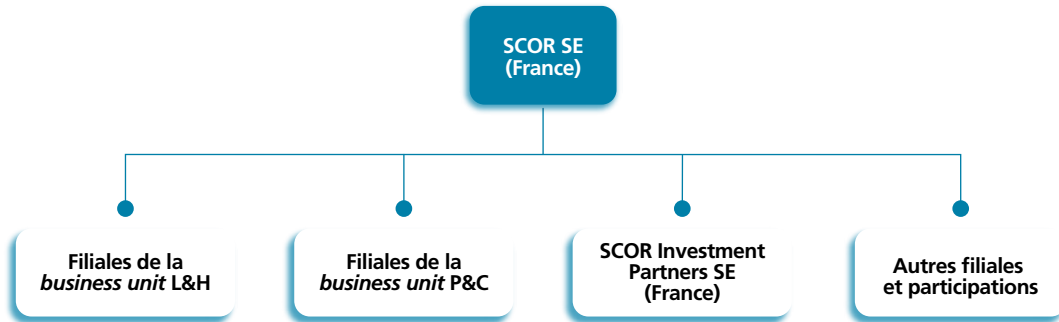 SCOR SE
(France)
Filiales de la
business unit L&H
Filiales de la
business unit P&C
SCOR Investment
Partners SE
(France)
Autres filiales
et participations